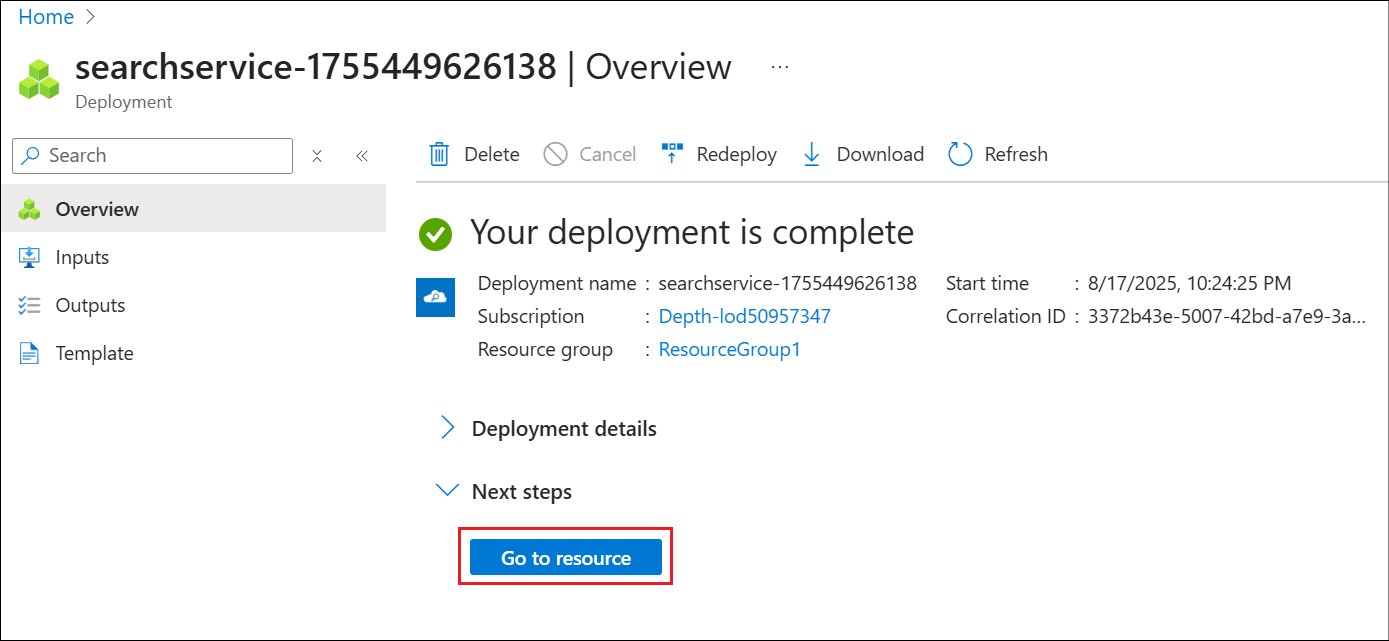 Home
searchservice-1755449626138 | Overview ...
Deployment
Search
Overview
Inputs
Outputs
Template
Delete Cancel Redeploy Download Refresh
Your deployment is complete
Deployment name : searchservice-1755449626138 Start time : 8/17/2025, 10:24:25 PM
Subscription : Depth-lod50957347 Correlation ID : 3372b43e-5007-42bd-a7e9-3a...
Resource group : ResourceGroup1
Deployment details
Next steps
Go to resource